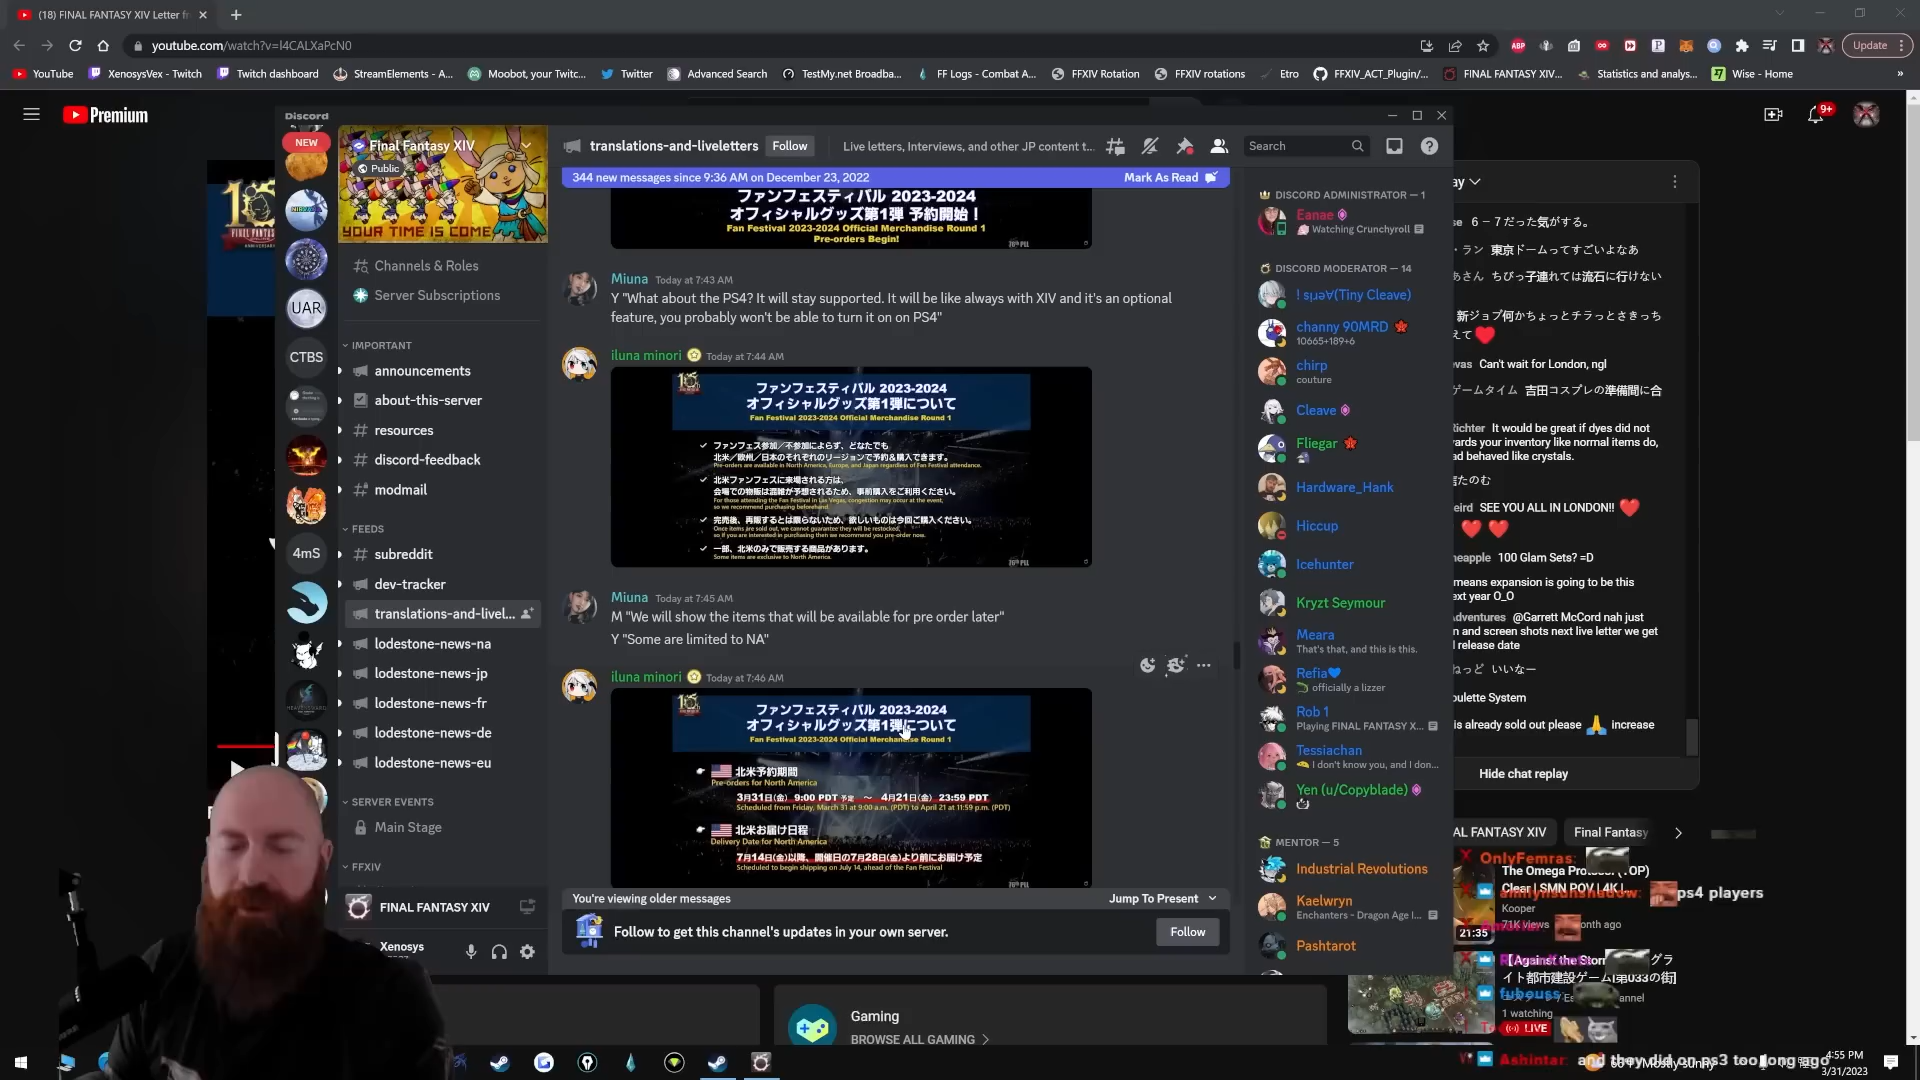 (18) FINAL FANTASY XIV Letter fr
youtube.com/watch?v=I4CALXaPcN0
Update
YouTube
XenosysVex - Twitch
Twitch dashboard
StreamElements - A...
Moobot, your Twitc...
Twitter
Advanced Search
TestMy.net Broadba...
FF Logs - Combat A...
FFXIV Rotation
FFXIV rotations
Etro
FFXIV_ACT_Plugin/...
FINAL FANTASY XIV...
Statistics and analys...
Wise - Home
Premium
9+
Discord
NEW
UAR
CTBS
4mS
Final Fantasy XIV
Public
YOUR TIME IS COME
Channels & Roles
Server Subscriptions
IMPORTANT
announcements
about-this-server
resources
discord-feedback
modmail
FEEDS
subreddit
dev-tracker
translations-and-livel...
lodestone-news-na
lodestone-news-jp
lodestone-news-fr
lodestone-news-de
lodestone-news-eu
SERVER EVENTS
Main Stage
FFXIV
FINAL FANTASY XIV
Xenosys
translations-and-liveletters
Follow
Live letters, Interviews, and other JP content t...
Search
344 new messages since 9:36 AM on December 23, 2022
Mark As Read
ファンフェスティバル 2023-2024
オフィシャルグッズ第1弾 予約開始！
Fan Festival 2023-2024 Official Merchandise Round 1
Pre-orders Begin!
Miuna Today at 7:43 AM
Y "What about the PS4? It will stay supported. It will be like always with XIV and it's an optional
feature, you probably won't be able to turn it on on PS4"
iluna minori Today at 7:44 AM
ファンフェスティバル 2023-2024
オフィシャルグッズ第1弾について
Fan Festival 2023-2024 Official Merchandise Round 1
ファンフェス参加／不参加によらず、どなたでも
北米／欧州／日本のそれぞれのリージョンで予約&購入できます。
Pre-orders are available in North America, Europe, and Japan regardless of Fan Festival attendance.
北米ファンフェスに来場される方は、
会場での物販は混雑が予想されるため、事前購入をご利用ください。
For those attending the Fan Festival in Las Vegas, congestion may occur at the event,
so we recommend purchasing beforehand.
完売後、再販するとは限らないため、欲しいものは今回ご購入ください。
Once items are sold out, we cannot guarantee they will be restocked,
so if you are interested in purchasing then we recommend you pre-order now.
一部、北米のみで販売する商品があります。
Some items are exclusive to North America.
Miuna Today at 7:45 AM
M "We will show the items that will be available for pre order later"
Y "Some are limited to NA"
iluna minori Today at 7:46 AM
ファンフェスティバル 2023-2024
オフィシャルグッズ第1弾について
Fan Festival 2023-2024 Official Merchandise Round 1
北米予約期間
Pre-orders for North America
3月31日(金) 9:00 PDT 予定 ～ 4月21日(金) 23:59 PDT
Scheduled from Friday, March 31 at 9:00 a.m. (PDT) to April 21 at 11:59 p.m. (PDT)
北米お届け日程
Delivery Date for North America
7月14日(金)以降、開催日の7月28日(金)より前にお届け予定
Scheduled to begin shipping on July 14, ahead of the Fan Festival
You're viewing older messages
Jump To Present
Follow to get this channel's updates in your own server.
Follow
DISCORD ADMINISTRATOR — 1
Eanae
Watching Crunchyroll
DISCORD MODERATOR — 14
! sμǝ∀(Tiny Cleave)
channy 90MRD
10665+189+6
chirp
couture
Cleave
Fliegar
Hardware_Hank
Hiccup
Icehunter
Kryzt Seymour
Meara
That's that, and this is this.
Refia
officially a lizzer
Rob 1
Playing FINAL FANTASY X...
Tessiachan
I don't know you, and I don...
Yen (u/Copyblade)
MENTOR — 5
Industrial Revolutions
Kaelwryn
Enchanters - Dragon Age I...
Pashtarot
ay
se 6－7だった気がする。
・ラン 東京ドームってすごいよなあ
あさん ちびっ子連れては流石に行けない
新ジョブ何かちょっとチラっとさきっち
えて
vas Can't wait for London, ngl
ゲームタイム 吉田コスプレの準備間に合
Richter It would be great if dyes did not
ards your inventory like normal items do,
d behaved like crystals.
信たのむ
eird SEE YOU ALL IN LONDON!!
neapple 100 Glam Sets? =D
means expansion is going to be this
ext year O_O
dventures @Garrett McCord nah just
n and screen shots next live letter we get
l release date
ねっど いいなー
oulette System
is already sold out please 🙏 increase
Hide chat replay
AL FANTASY XIV
Final Fantasy
OnlyFemras:
The Omega Protocol (TOP)
Clear | SMN POV | 4K |...
ps4 players
Kooper
71K views
month ago
21:35
【Against the Stor
グラ
イト都市建設ゲーム[第033の街]
fubouss
1 watching
LIVE
Ashintar: and they did on ps3 too long ago
Gaming
BROWSE ALL GAMING
Mostly sunny
4:55 PM
3/31/2023